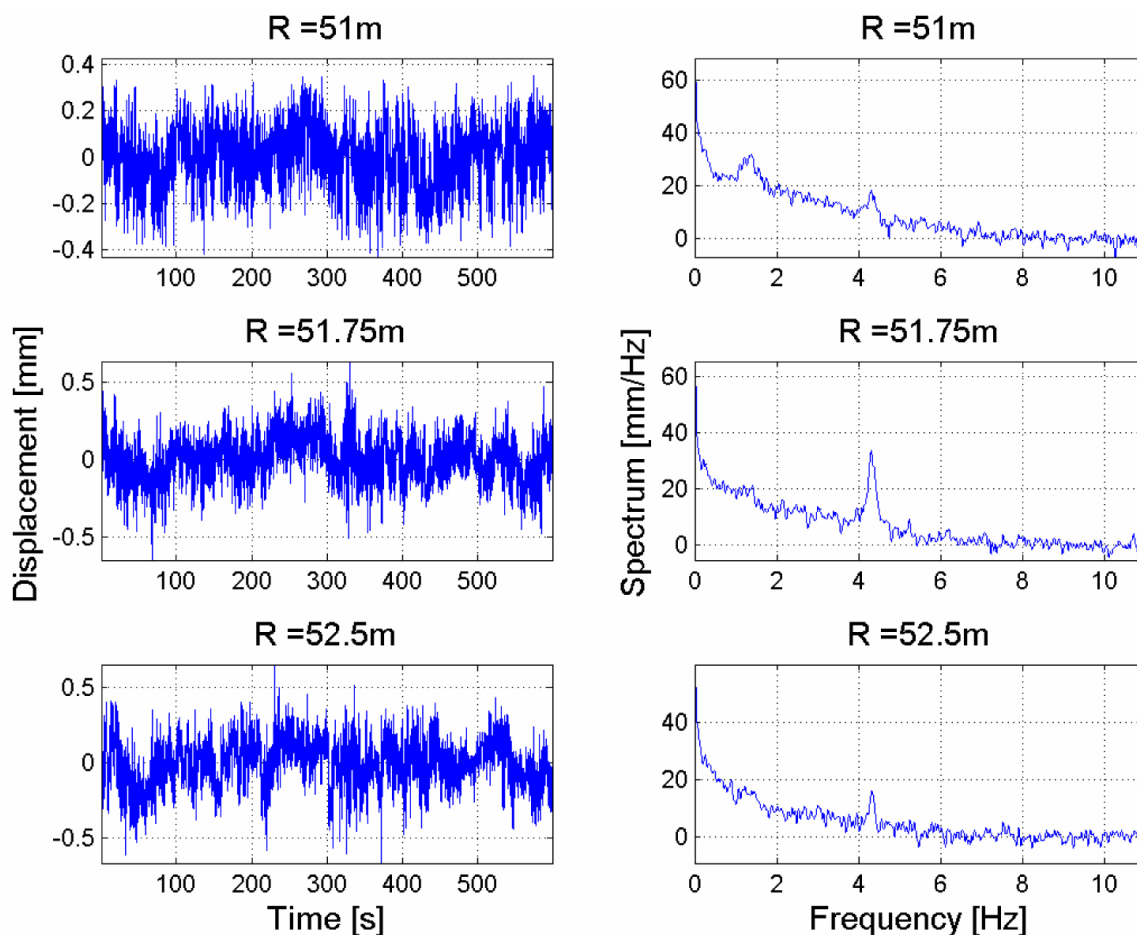 R =51m
0.4
0.2
0
-0.2
-0.4
100 200 300 400 500
R =51m
60
40
20
0
0 2 4 6 8 10
Displacement [mm]
R =51.75m
0.5
0
-0.5
100 200 300 400 500
Spectrum [mm/Hz]
R =51.75m
60
40
20
0
0 2 4 6 8 10
R =52.5m
0.5
0
-0.5
100 200 300 400 500
Time [s]
R =52.5m
40
20
0
0 2 4 6 8 10
Frequency [Hz]